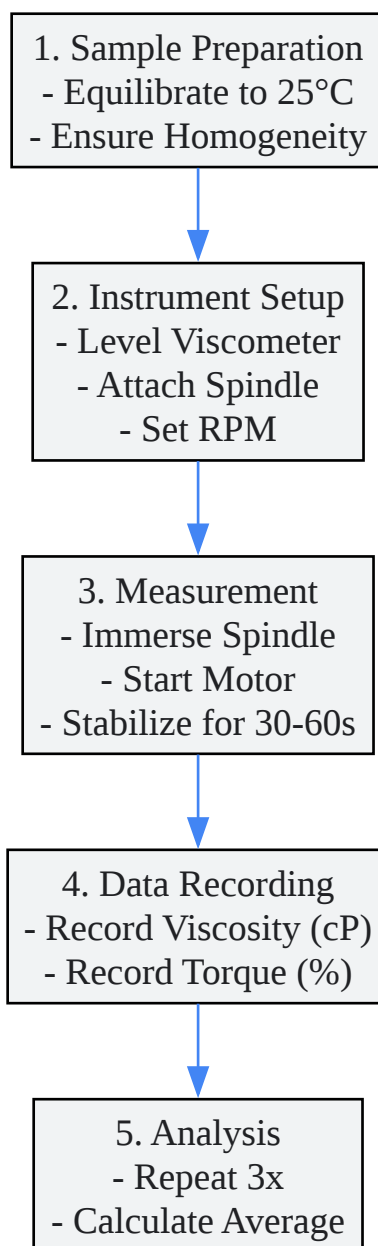 1. Sample Preparation
- Equilibrate to 25°C
- Ensure Homogeneity
2. Instrument Setup
- Level Viscometer
- Attach Spindle
- Set RPM
3. Measurement
- Immerse Spindle
- Start Motor
- Stabilize for 30-60s
4. Data Recording
- Record Viscosity (cP)
- Record Torque (%)
5. Analysis
- Repeat 3x
- Calculate Average